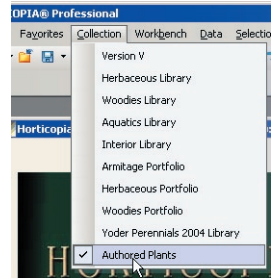 OPIA® Professional
Favorites Collection Workbench Data Selectio
Version V
Herbaceous Library
Woodies Library
Aquatics Library
Interior Library
Armitage Portfolio
Horticopia
Herbaceous Portfolio
Woodies Portfolio
Yoder Perennials 2004 Library
Authored Plants